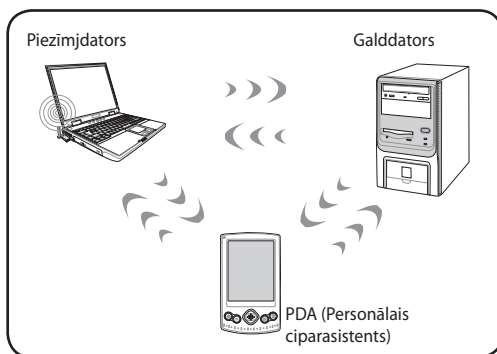 Piezīmjdators
Galddators
PDA (Personālais
ciparasistents)